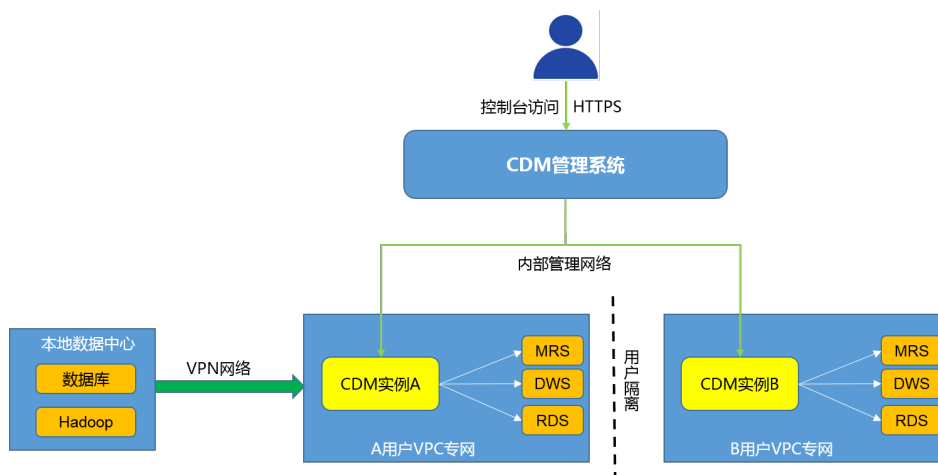 控制台访问 HTTPS
CDM管理系统
内部管理网络
本地数据中心
数据库
Hadoop
VPN网络
CDM实例A
MRS
DWS
RDS
A用户VPC专网
用户隔离
CDM实例B
MRS
DWS
RDS
B用户VPC专网